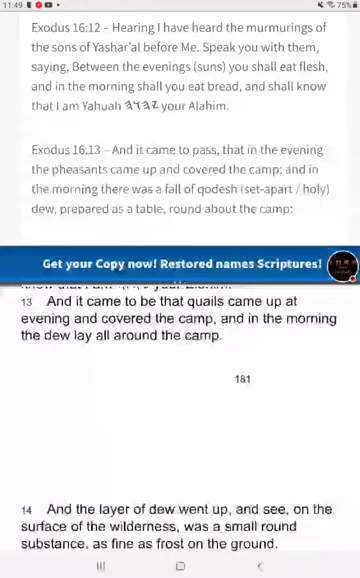 11:49
75%
Exodus 16:12 – Hearing I have heard the murmurings of
the sons of Yashar'al before Me. Speak you with them,
saying, Between the evenings (suns) you shall eat flesh,
and in the morning shall you eat bread, and shall know
that I am Yahuah 𐤉𐤄𐤅𐤄 your Alahim.
Exodus 16:13 – And it came to pass, that in the evening
the pheasants came up and covered the camp; and in
the morning there was a fall of qodesh (set-apart / holy)
dew, prepared as a table, round about the camp:
Get your Copy now! Restored names Scriptures!
13 And it came to be that quails came up at
evening and covered the camp, and in the morning
the dew lay all around the camp.
181
14 And the layer of dew went up, and see, on the
surface of the wilderness, was a small round
substance, as fine as frost on the ground.